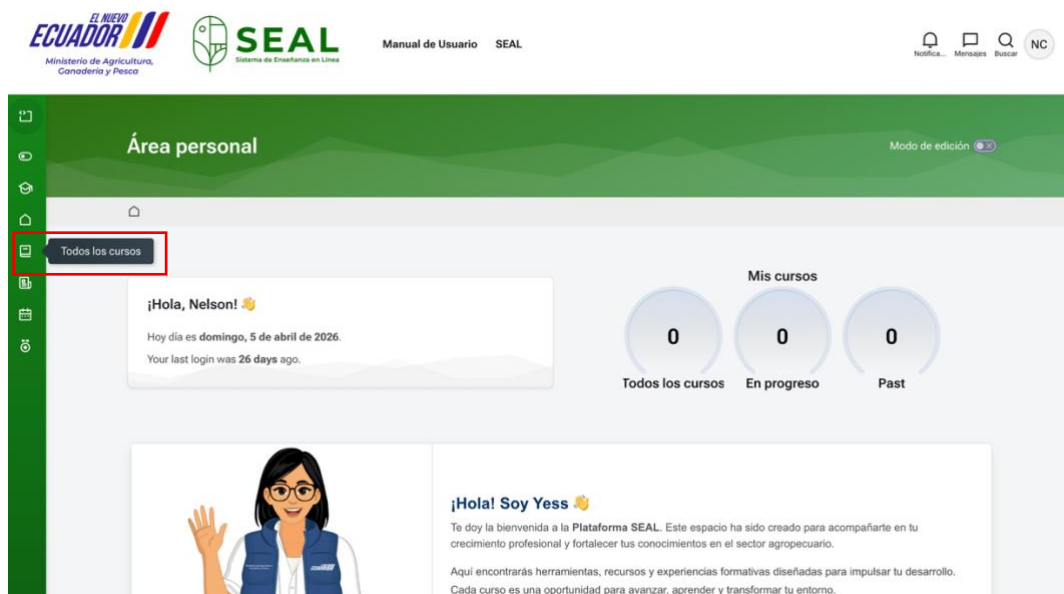 EL NUEVO
ECUADOR
Ministerio de Agricultura,
Ganadería y Pesca
SEAL
Sistema de Enseñanza en Línea
Manual de Usuario SEAL
Notifica... Mensajes Buscar NC
Área personal
Modo de edición
Todos los cursos
¡Hola, Nelson! 👋
Hoy día es domingo, 5 de abril de 2026.
Your last login was 26 days ago.
Mis cursos
0 0 0
Todos los cursos En progreso Past
¡Hola! Soy Yess 👋
Te doy la bienvenida a la Plataforma SEAL. Este espacio ha sido creado para acompañarte en tu
crecimiento profesional y fortalecer tus conocimientos en el sector agropecuario.
Aquí encontrarás herramientas, recursos y experiencias formativas diseñadas para impulsar tu desarrollo.
Cada curso es una oportunidad para avanzar, aprender y transformar tu entorno.